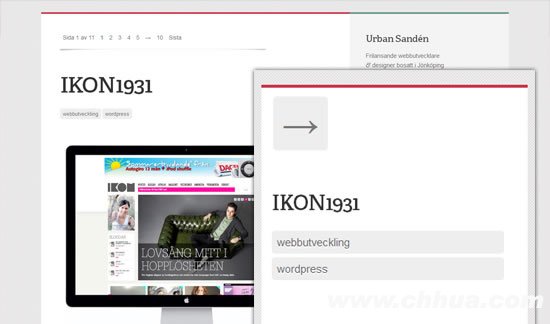 Sida 1 av 11 1 2 3 4 5 → 10 Sista
IKON1931
webbutveckling wordpress
Urban Sandén
Frilansande webbutvecklare
& designer bosatt i Jönköping
IKON
LOVSÅNG MITT I
HOPPLÖSHETEN
→
IKON1931
webbutveckling
wordpress
www.chhua.com